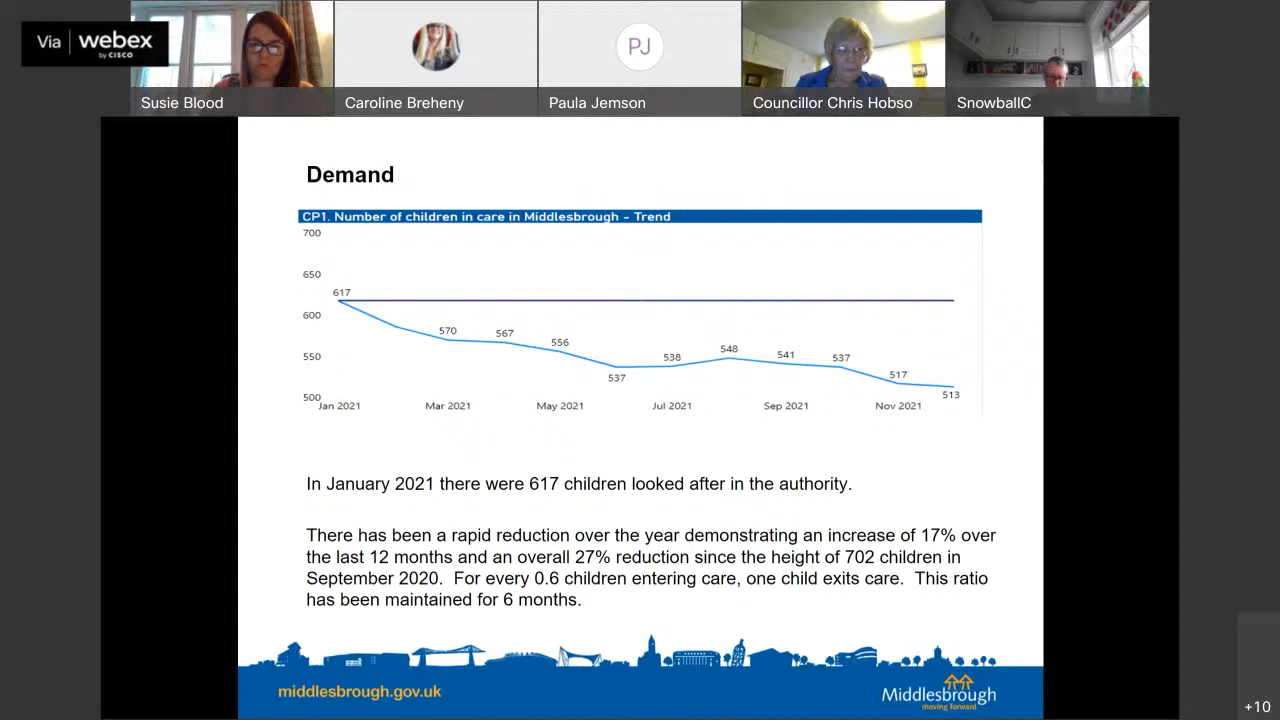 Via webex
by CISCO
Susie Blood
Caroline Breheny
PJ
Paula Jemson
Councillor Chris Hobso
SnowballC
Demand
CP1. Number of children in care in Middlesbrough - Trend
700
650
617
600
570
567
556
550
537
538
548
541
537
517
513
500
Jan 2021
Mar 2021
May 2021
Jul 2021
Sep 2021
Nov 2021
In January 2021 there were 617 children looked after in the authority.
There has been a rapid reduction over the year demonstrating an increase of 17% over
the last 12 months and an overall 27% reduction since the height of 702 children in
September 2020. For every 0.6 children entering care, one child exits care. This ratio
has been maintained for 6 months.
middlesbrough.gov.uk
Middlesbrough
moving forward
+10